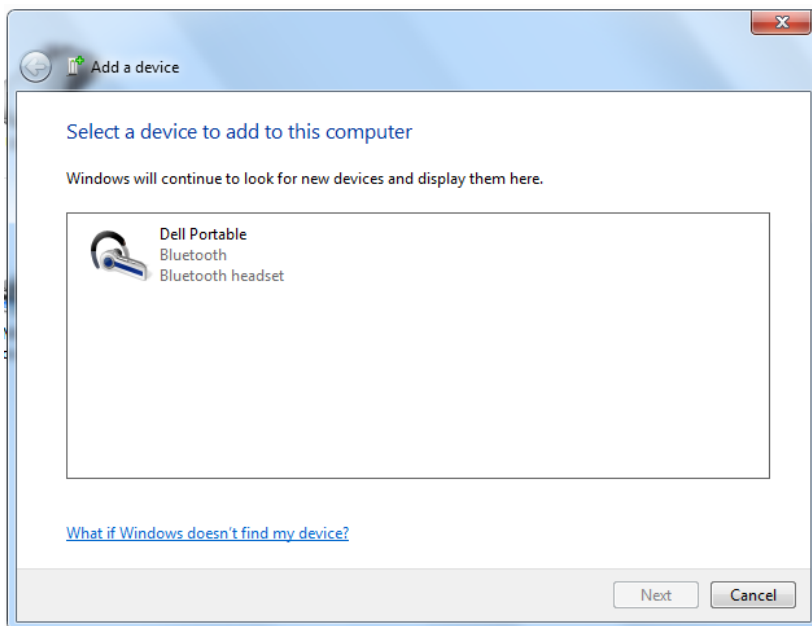 Add a device
Select a device to add to this computer
Windows will continue to look for new devices and display them here.
Dell Portable
Bluetooth
Bluetooth headset
What if Windows doesn't find my device?
Next
Cancel